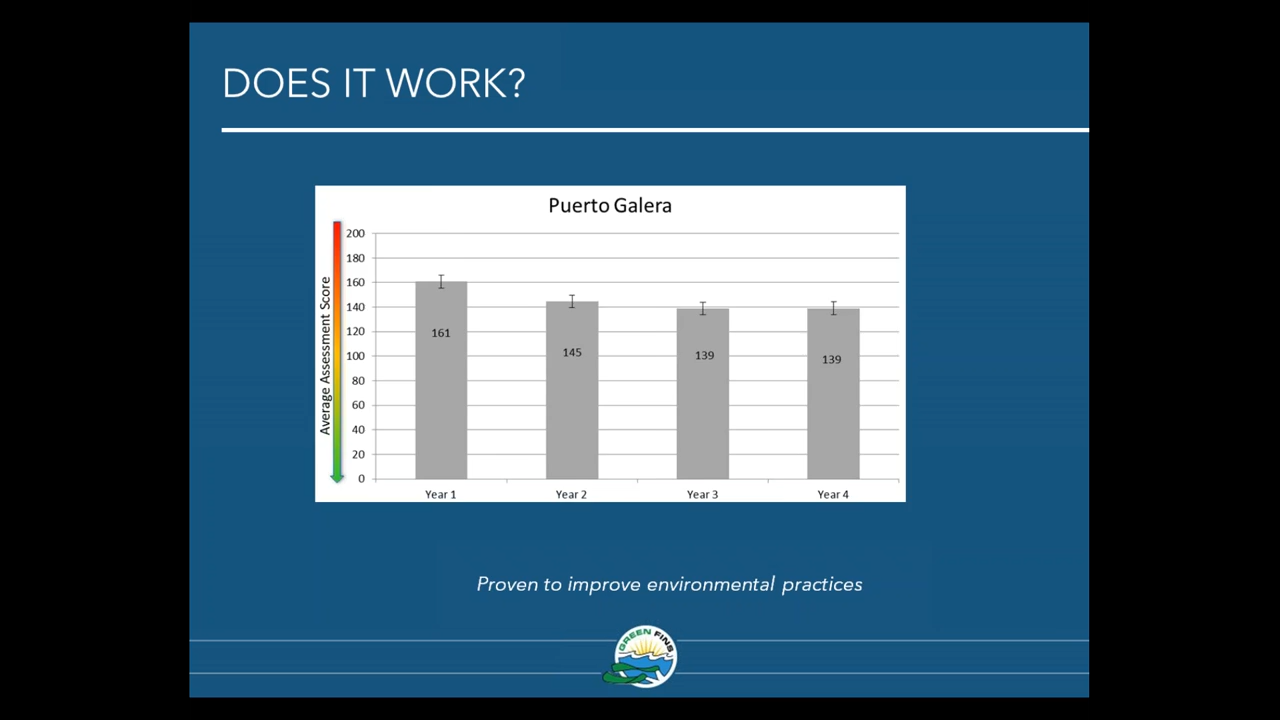 DOES IT WORK?
Puerto Galera
Average Assessment Score
200
180
160
140
120
100
80
60
40
20
0
161
145
139
139
Year 1
Year 2
Year 3
Year 4
Proven to improve environmental practices
GREEN FINS